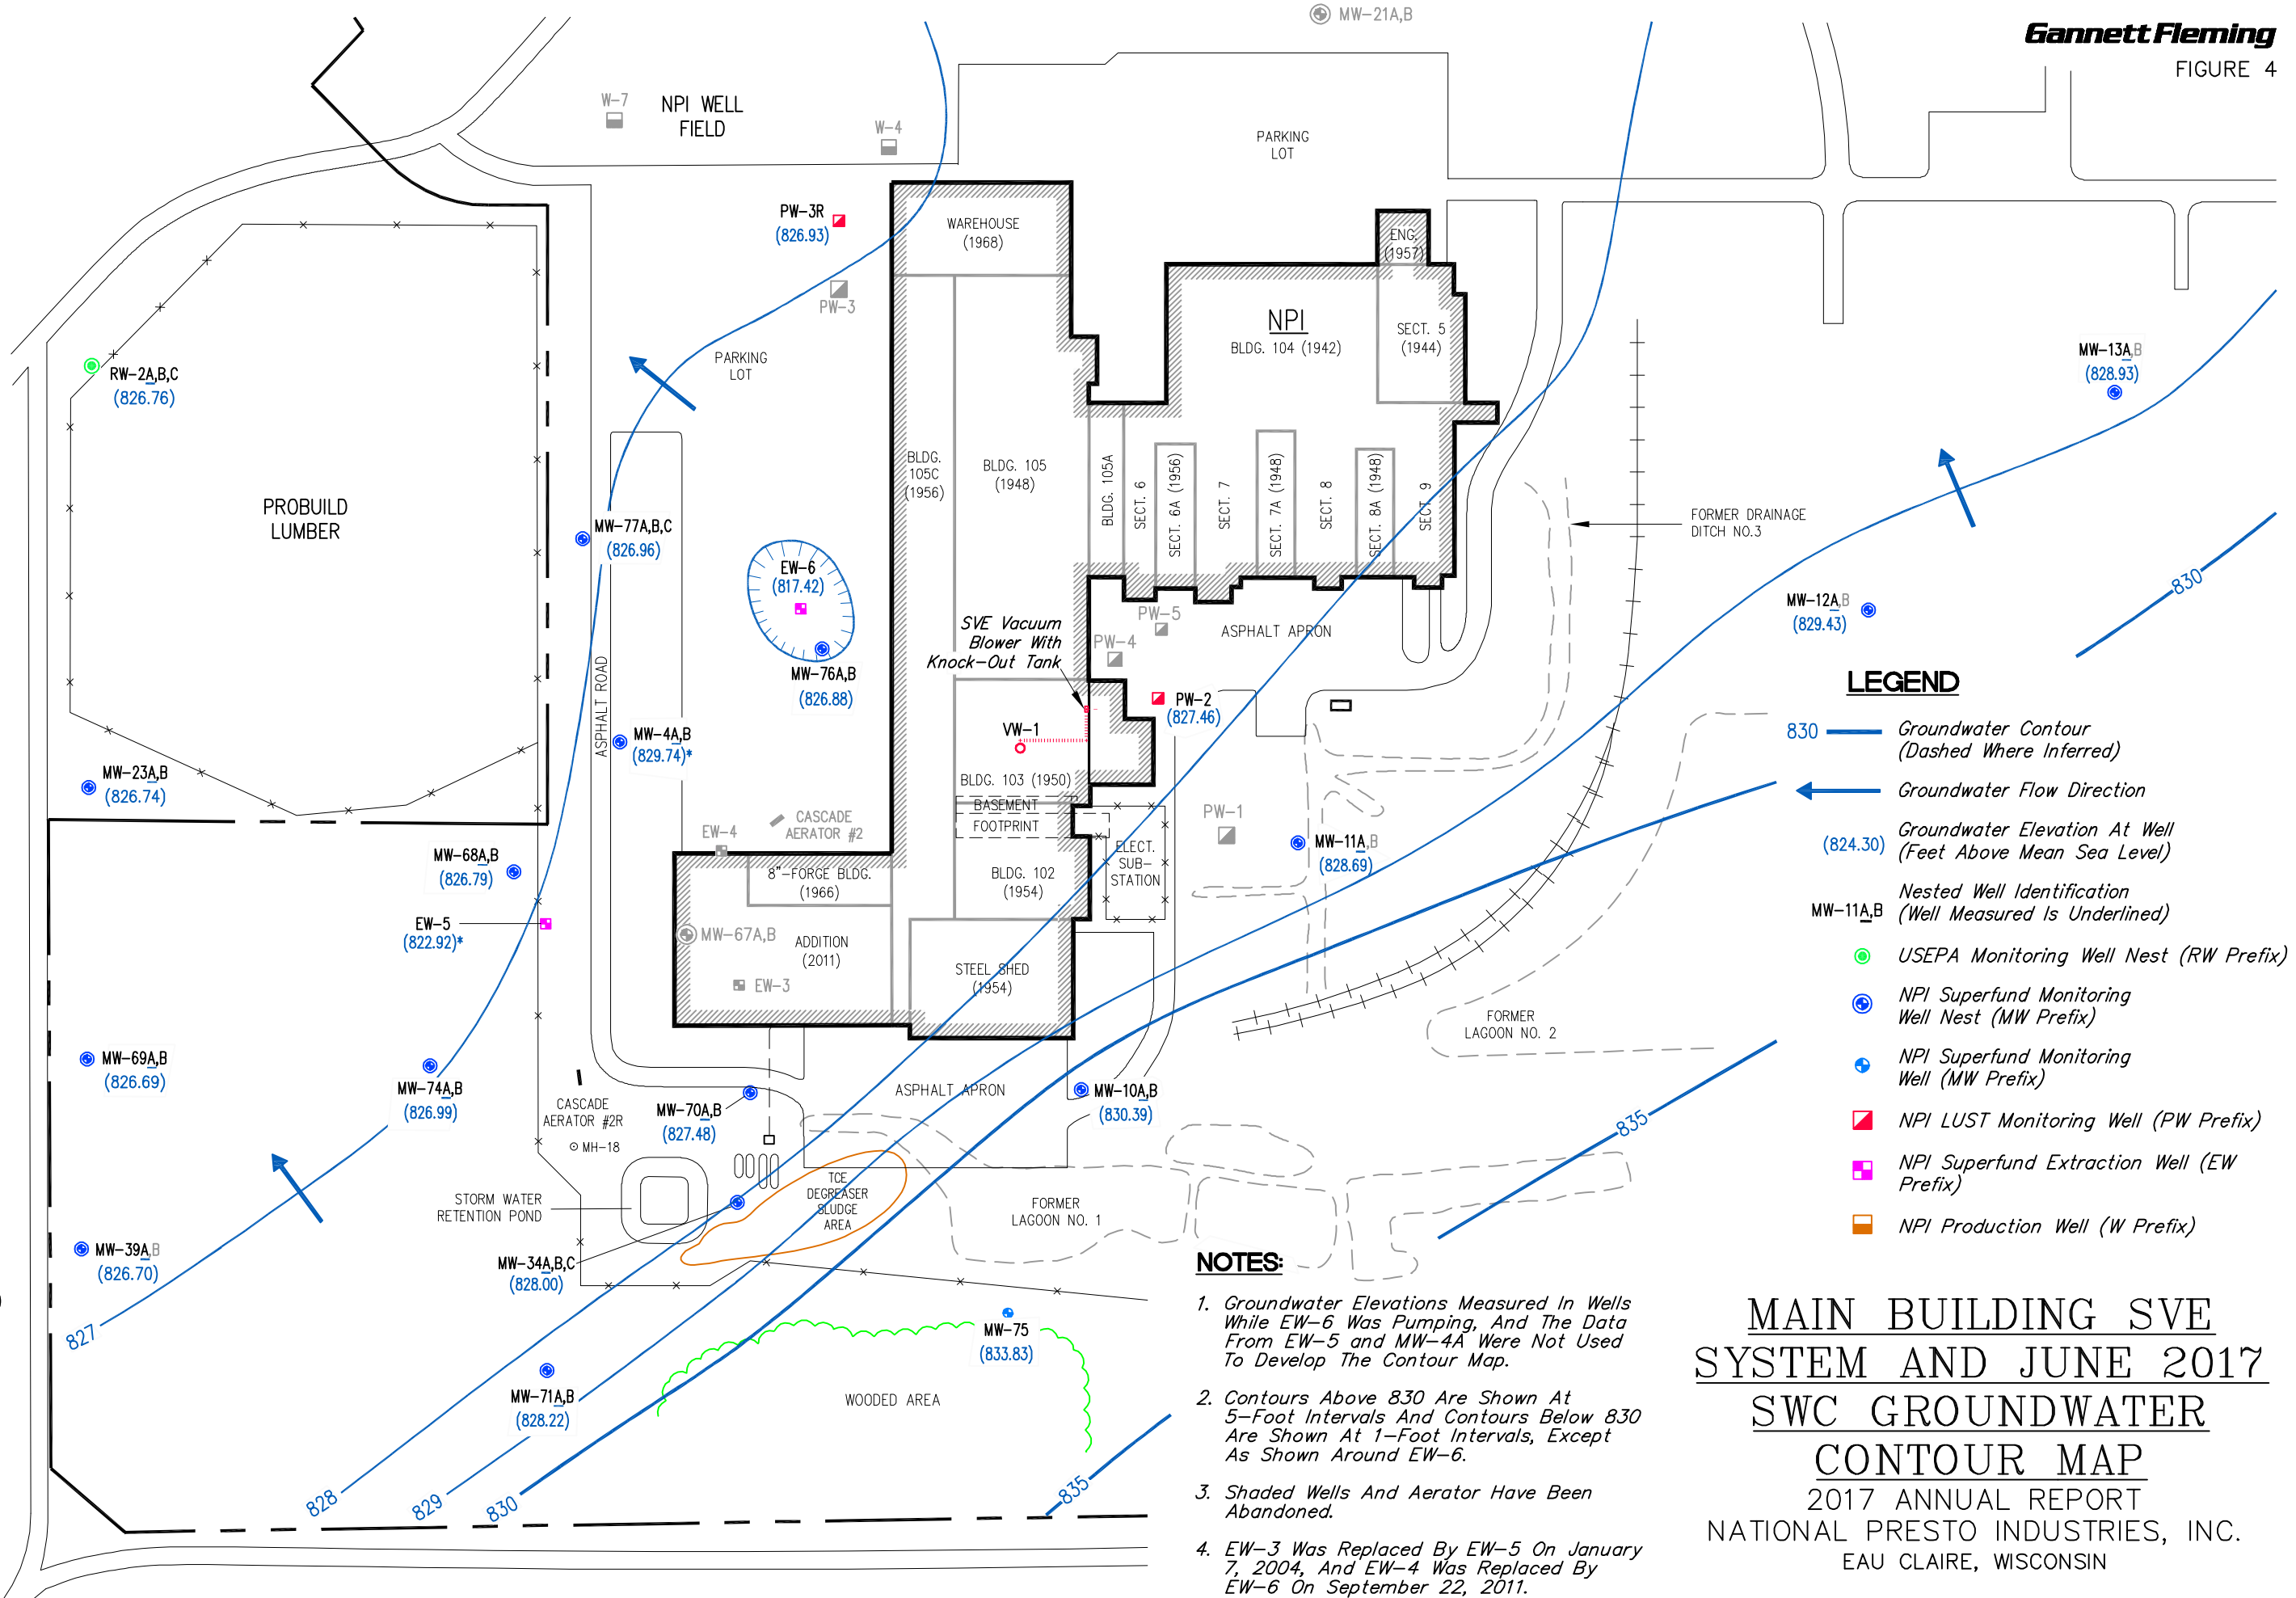 MW-21A,B
Gannett Fleming
FIGURE 4
W-7
NPI WELL
FIELD
W-4
PARKING
LOT
PW-3R
(826.93)
WAREHOUSE
(1968)
ENG.
(1957)
PW-3
NPI
BLDG. 104 (1942)
SECT. 5
(1944)
MW-13A,B
(828.93)
RW-2A,B,C
(826.76)
PARKING
LOT
BLDG.
105C
(1956)
BLDG. 105
(1948)
BLDG. 105A
SECT. 6
SECT. 6A (1956)
SECT. 7
SECT. 7A (1948)
SECT. 8
SECT. 8A (1948)
SECT. 9
PROBUILD
LUMBER
MW-77A,B,C
(826.96)
FORMER DRAINAGE
DITCH NO.3
EW-6
(817.42)
830
MW-12A,B
(829.43)
SVE Vacuum
Blower With
Knock-Out Tank
PW-5
PW-4
ASPHALT APRON
MW-76A,B
(826.88)
ASPHALT ROAD
PW-2
(827.46)
LEGEND
830
Groundwater Contour
(Dashed Where Inferred)
Groundwater Flow Direction
(824.30)
Groundwater Elevation At Well
(Feet Above Mean Sea Level)
MW-11A,B
Nested Well Identification
(Well Measured Is Underlined)
USEPA Monitoring Well Nest (RW Prefix)
NPI Superfund Monitoring
Well Nest (MW Prefix)
NPI Superfund Monitoring
Well (MW Prefix)
NPI LUST Monitoring Well (PW Prefix)
NPI Superfund Extraction Well (EW
Prefix)
NPI Production Well (W Prefix)
MW-4A,B
(829.74)*
VW-1
MW-23A,B
(826.74)
BLDG. 103 (1950)
BASEMENT
FOOTPRINT
CASCADE
AERATOR #2
EW-4
PW-1
MW-11A,B
(828.69)
ELECT.
SUB-
STATION
MW-68A,B
(826.79)
8"-FORGE BLDG.
(1966)
BLDG. 102
(1954)
EW-5
(822.92)*
MW-67A,B
ADDITION
(2011)
EW-3
STEEL SHED
(1954)
FORMER
LAGOON NO. 2
MW-69A,B
(826.69)
MW-74A,B
(826.99)
CASCADE
AERATOR #2R
MH-18
MW-70A,B
(827.48)
ASPHALT APRON
MW-10A,B
(830.39)
835
STORM WATER
RETENTION POND
TCE
DEGREASER
SLUDGE
AREA
FORMER
LAGOON NO. 1
MW-39A,B
(826.70)
MW-34A,B,C
(828.00)
827
MW-75
(833.83)
MW-71A,B
(828.22)
WOODED AREA
828
829
830
835
NOTES:
1. Groundwater Elevations Measured In Wells
While EW-6 Was Pumping, And The Data
From EW-5 and MW-4A Were Not Used
To Develop The Contour Map.
2. Contours Above 830 Are Shown At
5-Foot Intervals And Contours Below 830
Are Shown At 1-Foot Intervals, Except
As Shown Around EW-6.
3. Shaded Wells And Aerator Have Been
Abandoned.
4. EW-3 Was Replaced By EW-5 On January
7, 2004, And EW-4 Was Replaced By
EW-6 On September 22, 2011.
MAIN BUILDING SVE
SYSTEM AND JUNE 2017
SWC GROUNDWATER
CONTOUR MAP
2017 ANNUAL REPORT
NATIONAL PRESTO INDUSTRIES, INC.
EAU CLAIRE, WISCONSIN